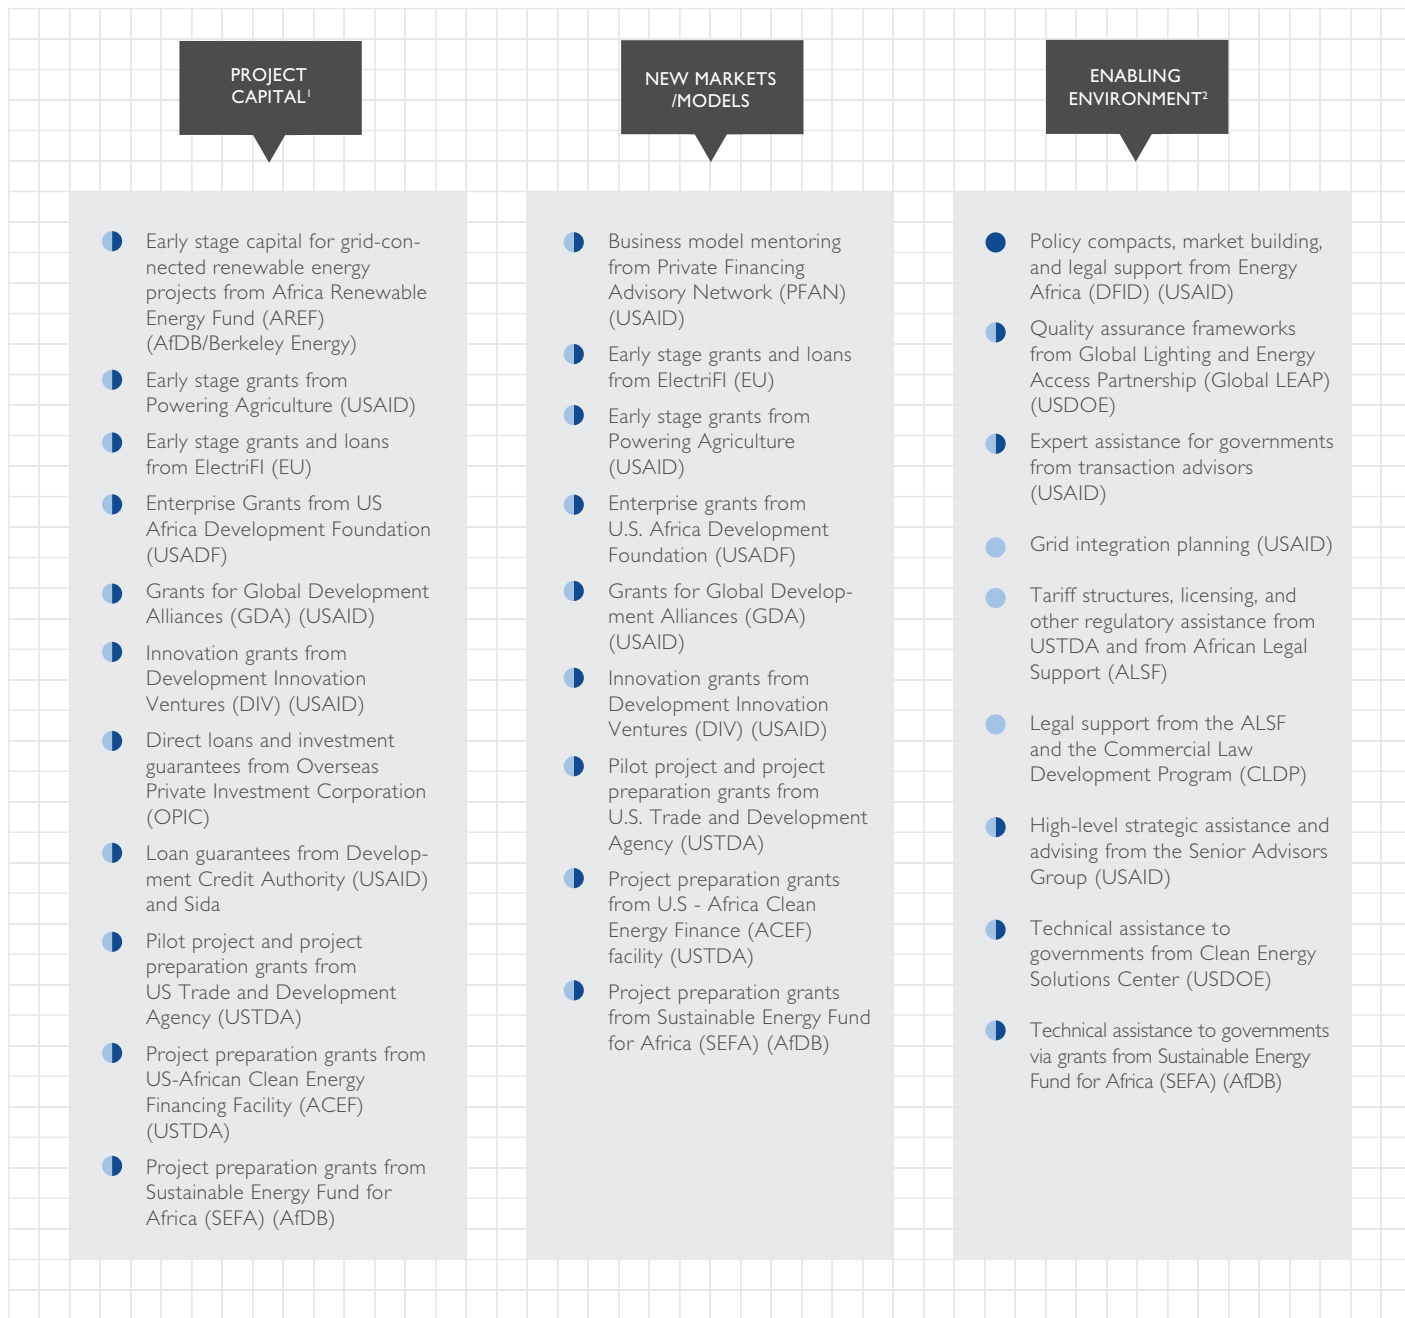 PROJECT
CAPITAL¹
Early stage capital for grid-con-
nected renewable energy
projects from Africa Renewable
Energy Fund (AREF)
(AfDB/Berkeley Energy)
Early stage grants from
Powering Agriculture (USAID)
Early stage grants and loans
from ElectriFI (EU)
Enterprise Grants from US
Africa Development Foundation
(USADF)
Grants for Global Development
Alliances (GDA) (USAID)
Innovation grants from
Development Innovation
Ventures (DIV) (USAID)
Direct loans and investment
guarantees from Overseas
Private Investment Corporation
(OPIC)
Loan guarantees from Develop-
ment Credit Authority (USAID)
and Sida
Pilot project and project
preparation grants from
US Trade and Development
Agency (USTDA)
Project preparation grants from
US-African Clean Energy
Financing Facility (ACEF)
(USTDA)
Project preparation grants from
Sustainable Energy Fund for
Africa (SEFA) (AfDB)
NEW MARKETS
/MODELS
Business model mentoring
from Private Financing
Advisory Network (PFAN)
(USAID)
Early stage grants and loans
from ElectriFI (EU)
Early stage grants from
Powering Agriculture
(USAID)
Enterprise grants from
U.S. Africa Development
Foundation (USADF)
Grants for Global Develop-
ment Alliances (GDA)
(USAID)
Innovation grants from
Development Innovation
Ventures (DIV) (USAID)
Pilot project and project
preparation grants from
U.S. Trade and Development
Agency (USTDA)
Project preparation grants
from U.S - Africa Clean
Energy Finance (ACEF)
facility (USTDA)
Project preparation grants
from Sustainable Energy Fund
for Africa (SEFA) (AfDB)
ENABLING
ENVIRONMENT²
Policy compacts, market building,
and legal support from Energy
Africa (DFID) (USAID)
Quality assurance frameworks
from Global Lighting and Energy
Access Partnership (Global LEAP)
(USDOE)
Expert assistance for governments
from transaction advisors
(USAID)
Grid integration planning (USAID)
Tariff structures, licensing, and
other regulatory assistance from
USTDA and from African Legal
Support (ALSF)
Legal support from the ALSF
and the Commercial Law
Development Program (CLDP)
High-level strategic assistance and
advising from the Senior Advisors
Group (USAID)
Technical assistance to
governments from Clean Energy
Solutions Center (USDOE)
Technical assistance to governments
via grants from Sustainable Energy
Fund for Africa (SEFA) (AfDB)